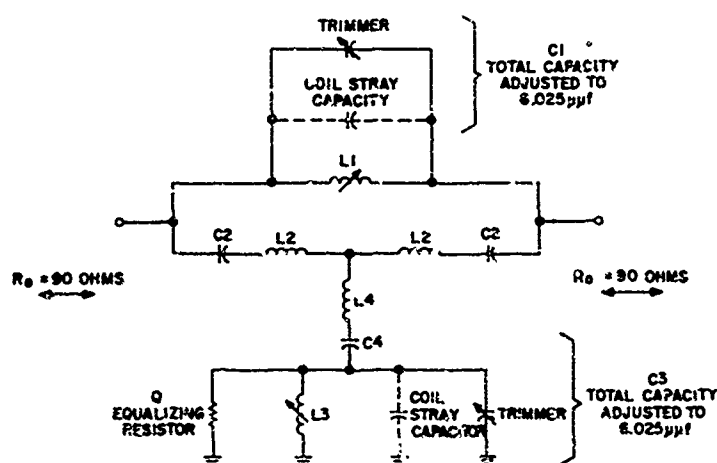 TRIMMER
C1
TOTAL CAPACITY
ADJUSTED TO
6.025μμf
COIL STRAY
CAPACITY
L1
C2
L2
L2
C2
R₀ = 90 OHMS
R₀ = 90 OHMS
L4
C4
Q
EQUALIZING
RESISTOR
L3
COIL
STRAY
CAPACITOR
TRIMMER
C3
TOTAL CAPACITY
ADJUSTED TO
6.025μμf